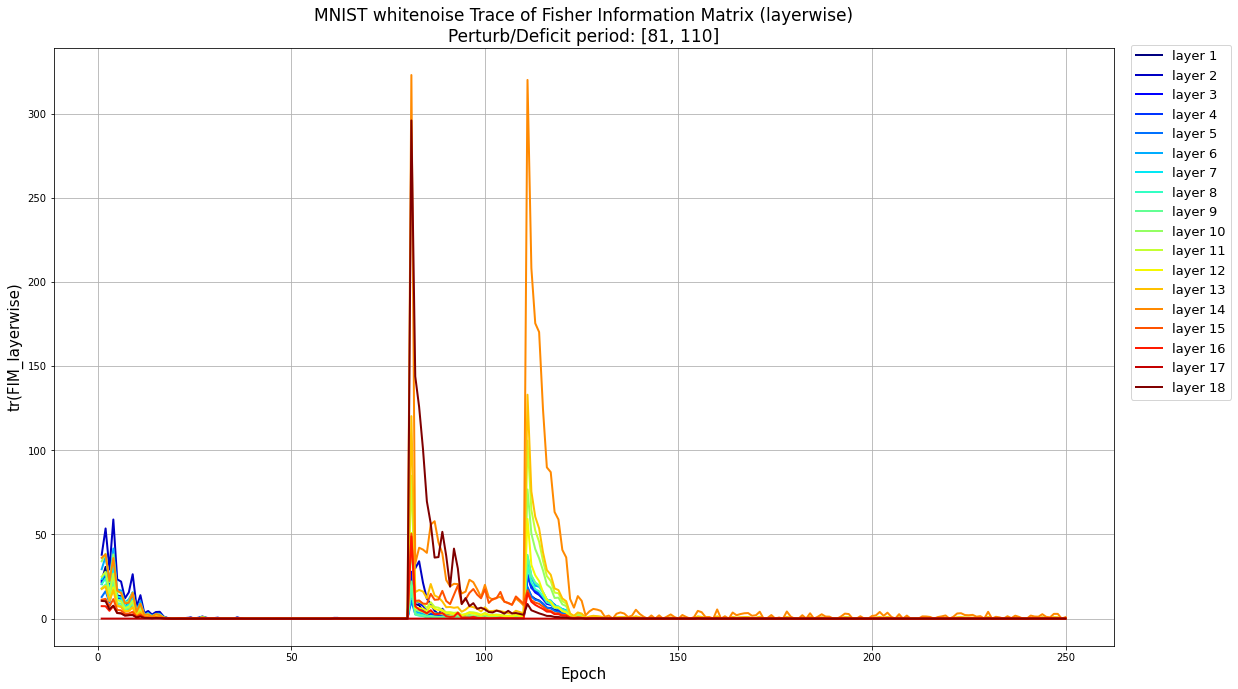 MNIST whitenoise Trace of Fisher Information Matrix (layerwise)
Perturb/Deficit period: [81, 110]
tr(FIM_layerwise)
300
250
200
150
100
50
0
0
50
100
150
200
250
Epoch
layer 1
layer 2
layer 3
layer 4
layer 5
layer 6
layer 7
layer 8
layer 9
layer 10
layer 11
layer 12
layer 13
layer 14
layer 15
layer 16
layer 17
layer 18